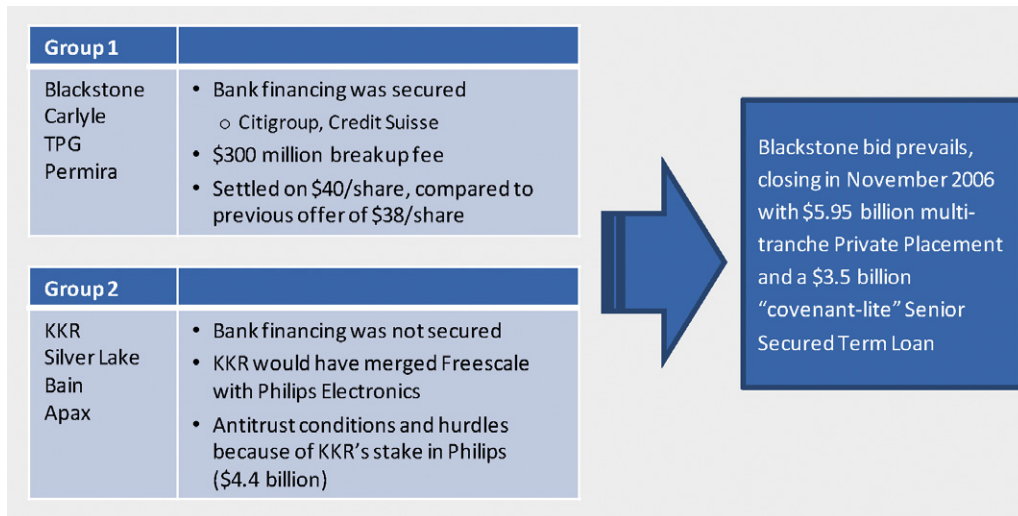 Group 1
Blackstone
Carlyle
TPG
Permira
• Bank financing was secured
o Citigroup, Credit Suisse
• $300 million breakup fee
• Settled on $40/share, compared to
previous offer of $38/share
Group 2
KKR
Silver Lake
Bain
Apax
• Bank financing was not secured
• KKR would have merged Freescale
with Philips Electronics
• Antitrust conditions and hurdles
because of KKR's stake in Philips
($4.4 billion)
Blackstone bid prevails,
closing in November 2006
with $5.95 billion multi-
tranche Private Placement
and a $3.5 billion
“covenant-lite” Senior
Secured Term Loan